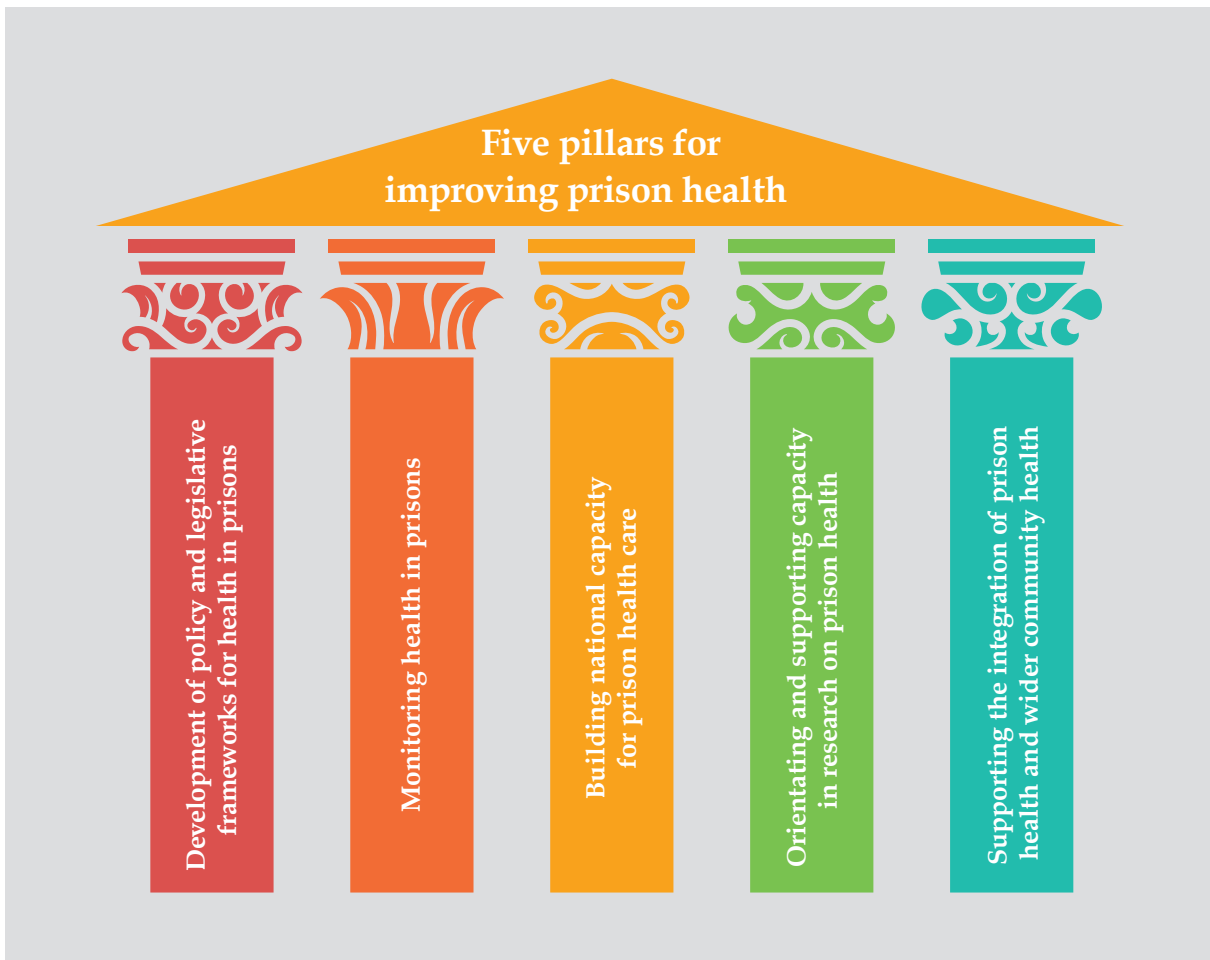 Five pillars for
improving prison health
Development of policy and legislative
frameworks for health in prisons
Monitoring health in prisons
Building national capacity
for prison health care
Orientating and supporting capacity
in research on prison health
Supporting the integration of prison
health and wider community health